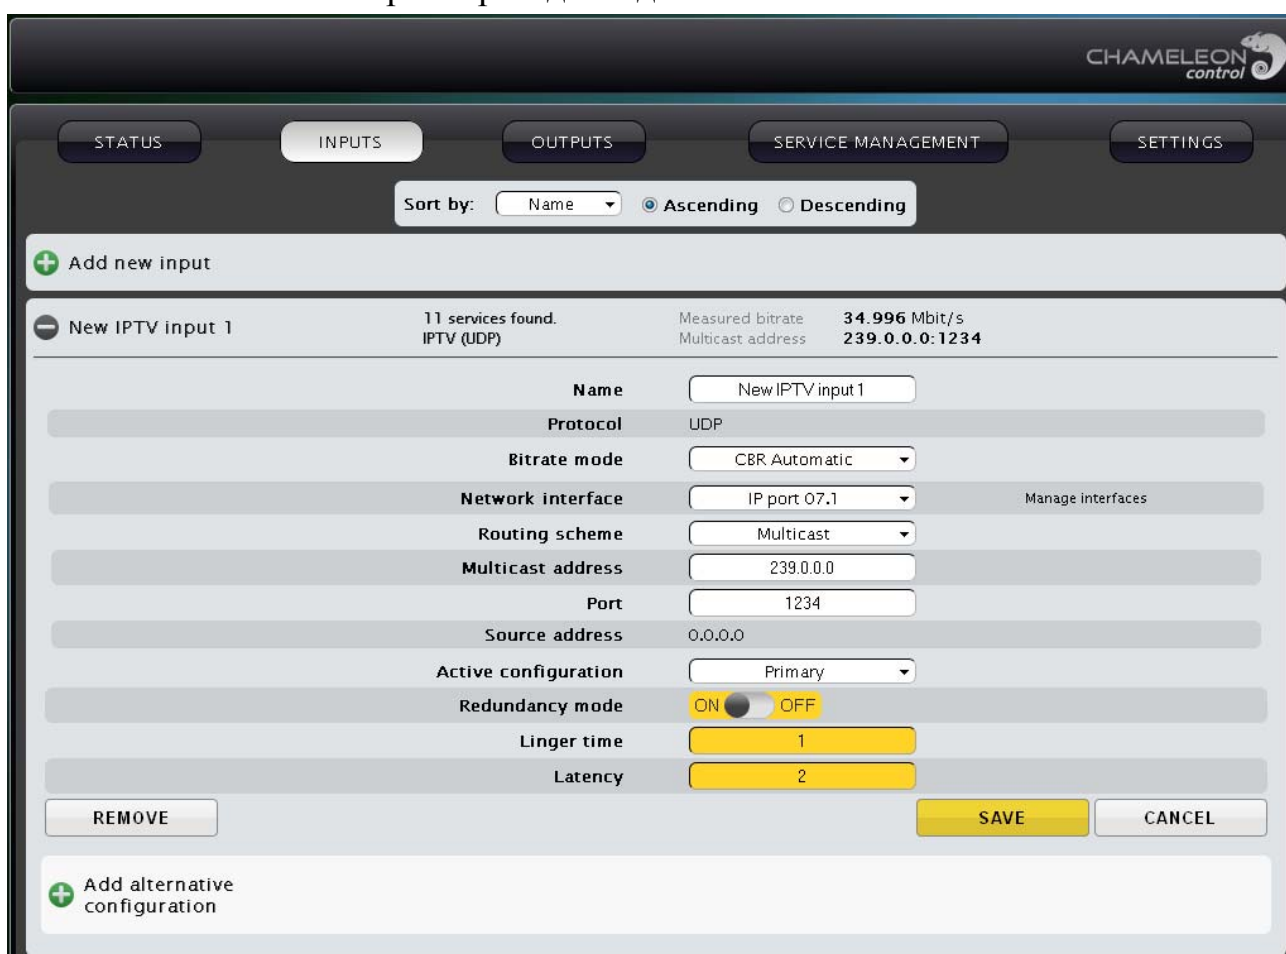 CHAMELEON
control
STATUS INPUTS OUTPUTS SERVICE MANAGEMENT SETTINGS
Sort by: Name Ascending Descending
Add new input
New IPTV input 1 11 services found. Measured bitrate 34.996 Mbit/s
IPTV (UDP) Multicast address 239.0.0.0:1234
Name New IPTV input 1
Protocol UDP
Bitrate mode CBR Automatic
Network interface IP port 07.1 Manage interfaces
Routing scheme Multicast
Multicast address 239.0.0.0
Port 1234
Source address 0.0.0.0
Active configuration Primary
Redundancy mode ON OFF
Linger time 1
Latency 2
REMOVE SAVE CANCEL
Add alternative
configuration